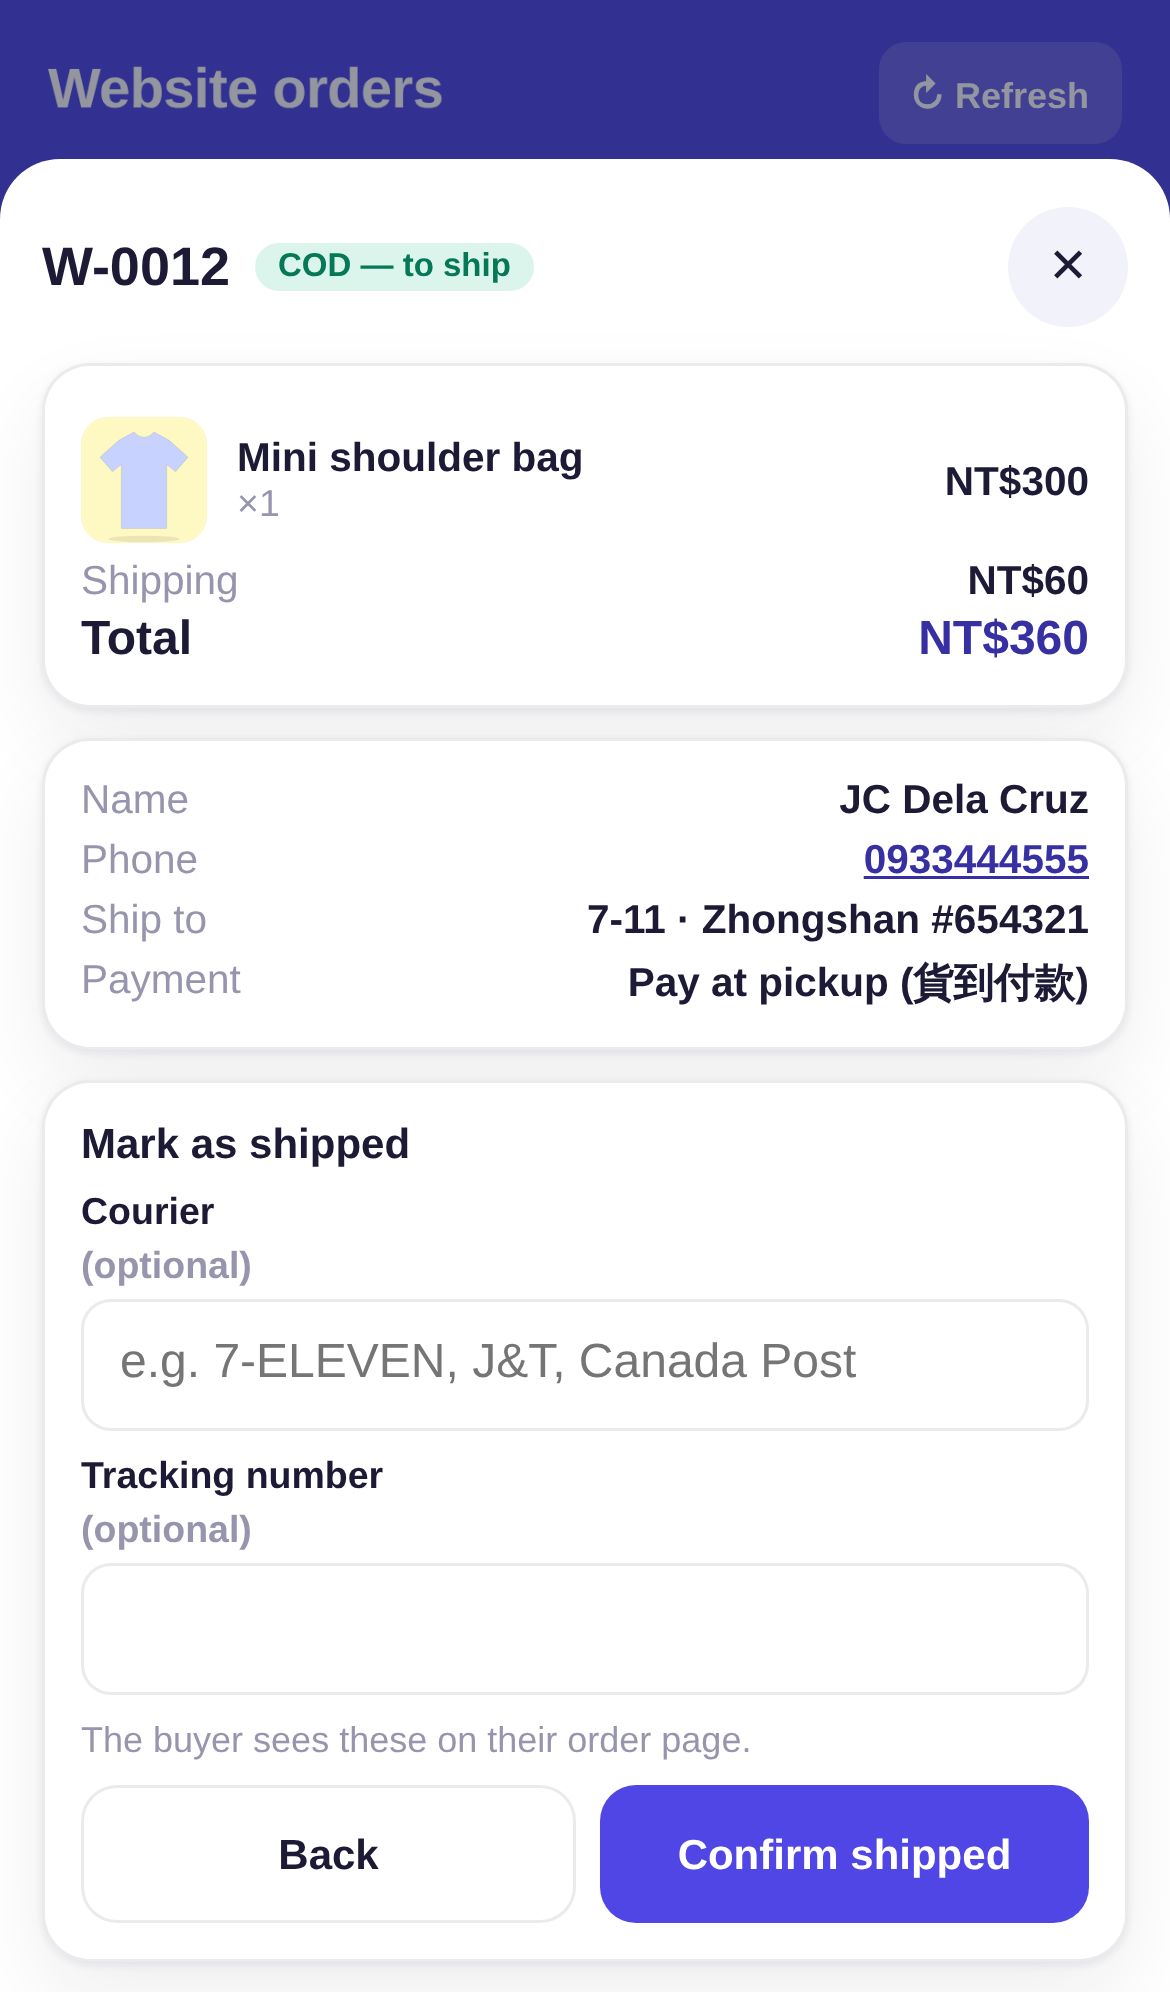 Website orders
↻ Refresh
W-0012
COD — to ship
✕
Mini shoulder bag
×1
NT$300
Shipping
NT$60
Total
NT$360
Name
JC Dela Cruz
Phone
0933444555
Ship to
7-11 · Zhongshan #654321
Payment
Pay at pickup (貨到付款)
Mark as shipped
Courier
(optional)
e.g. 7-ELEVEN, J&T, Canada Post
Tracking number
(optional)
The buyer sees these on their order page.
Back
Confirm shipped